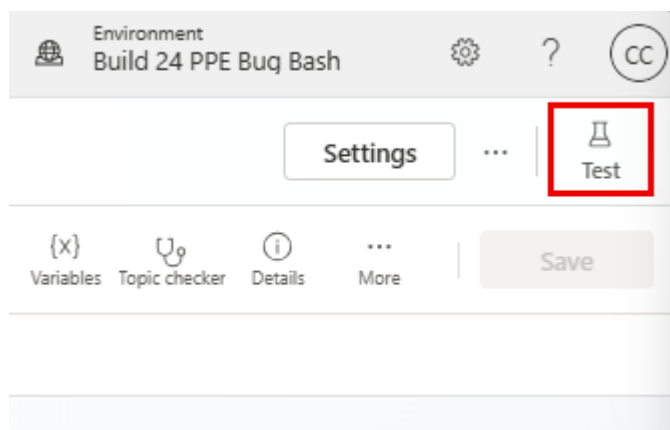 Environment
Build 24 PPE Bug Bash
?
CC
Settings
...
Test
{x}
Variables
Topic checker
Details
...
More
Save